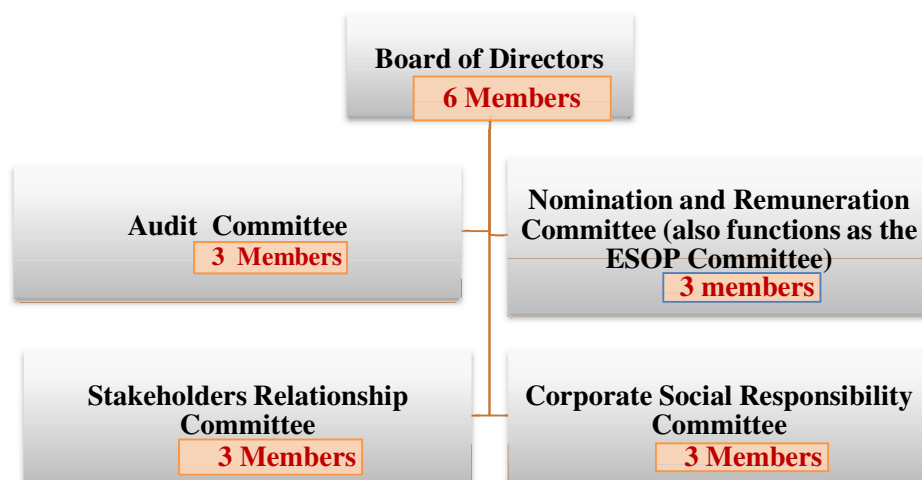 Board of Directors
6 Members
Audit Committee
3 Members
Nomination and Remuneration
Committee (also functions as the
ESOP Committee)
3 members
Stakeholders Relationship
Committee
3 Members
Corporate Social Responsibility
Committee
3 Members